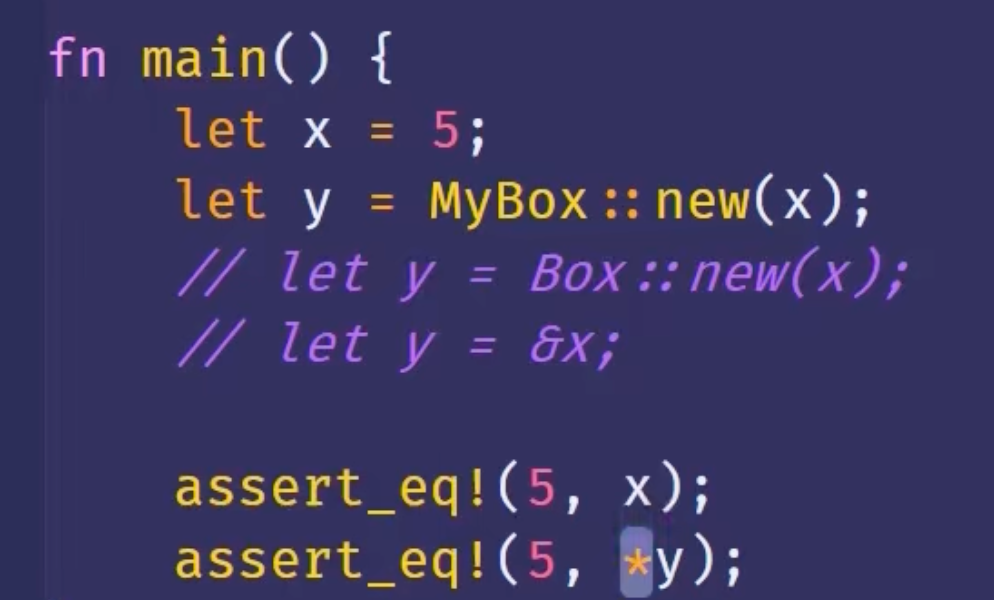 fn main() {
    let x = 5;
    let y = MyBox::new(x);
    // let y = Box::new(x);
    // let y = &x;

    assert_eq!(5, x);
    assert_eq!(5, *y);